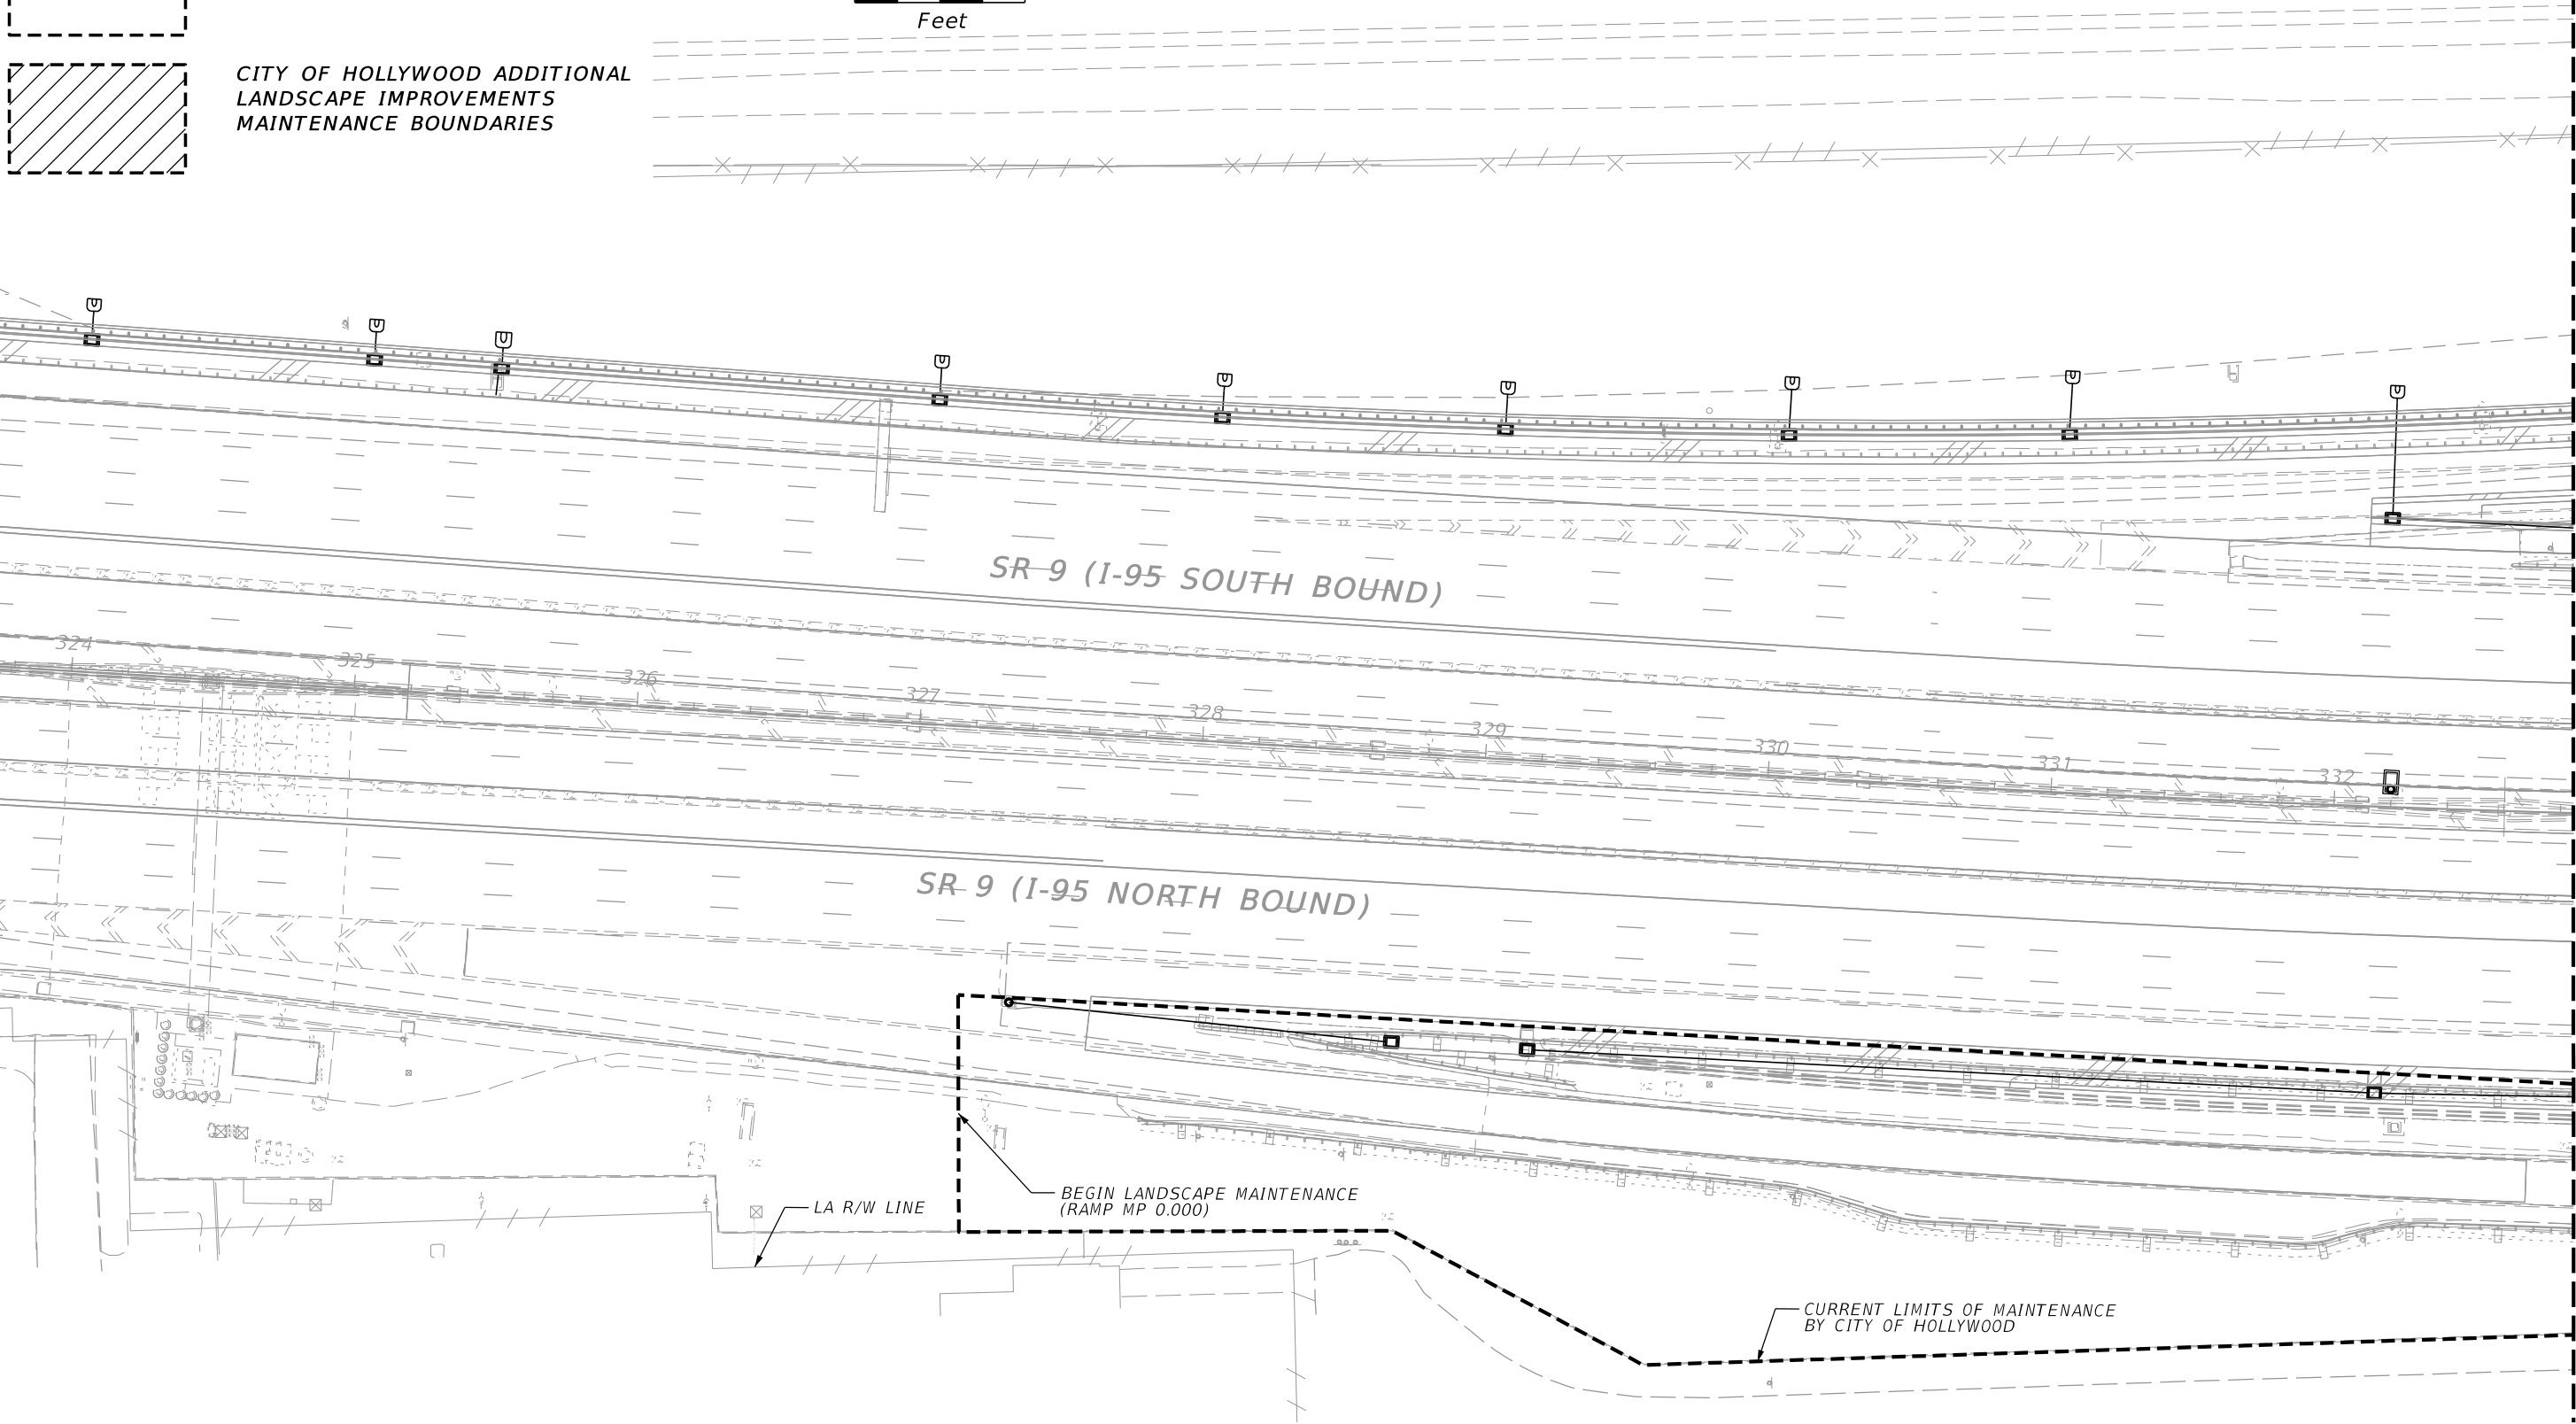 Feet
CITY OF HOLLYWOOD ADDITIONAL
LANDSCAPE IMPROVEMENTS
MAINTENANCE BOUNDARIES
SR 9 (I-95 SOUTH BOUND)
324
325
326
327
328
329
330
331
332
SR 9 (I-95 NORTH BOUND)
BEGIN LANDSCAPE MAINTENANCE
(RAMP MP 0.000)
LA R/W LINE
CURRENT LIMITS OF MAINTENANCE
BY CITY OF HOLLYWOOD